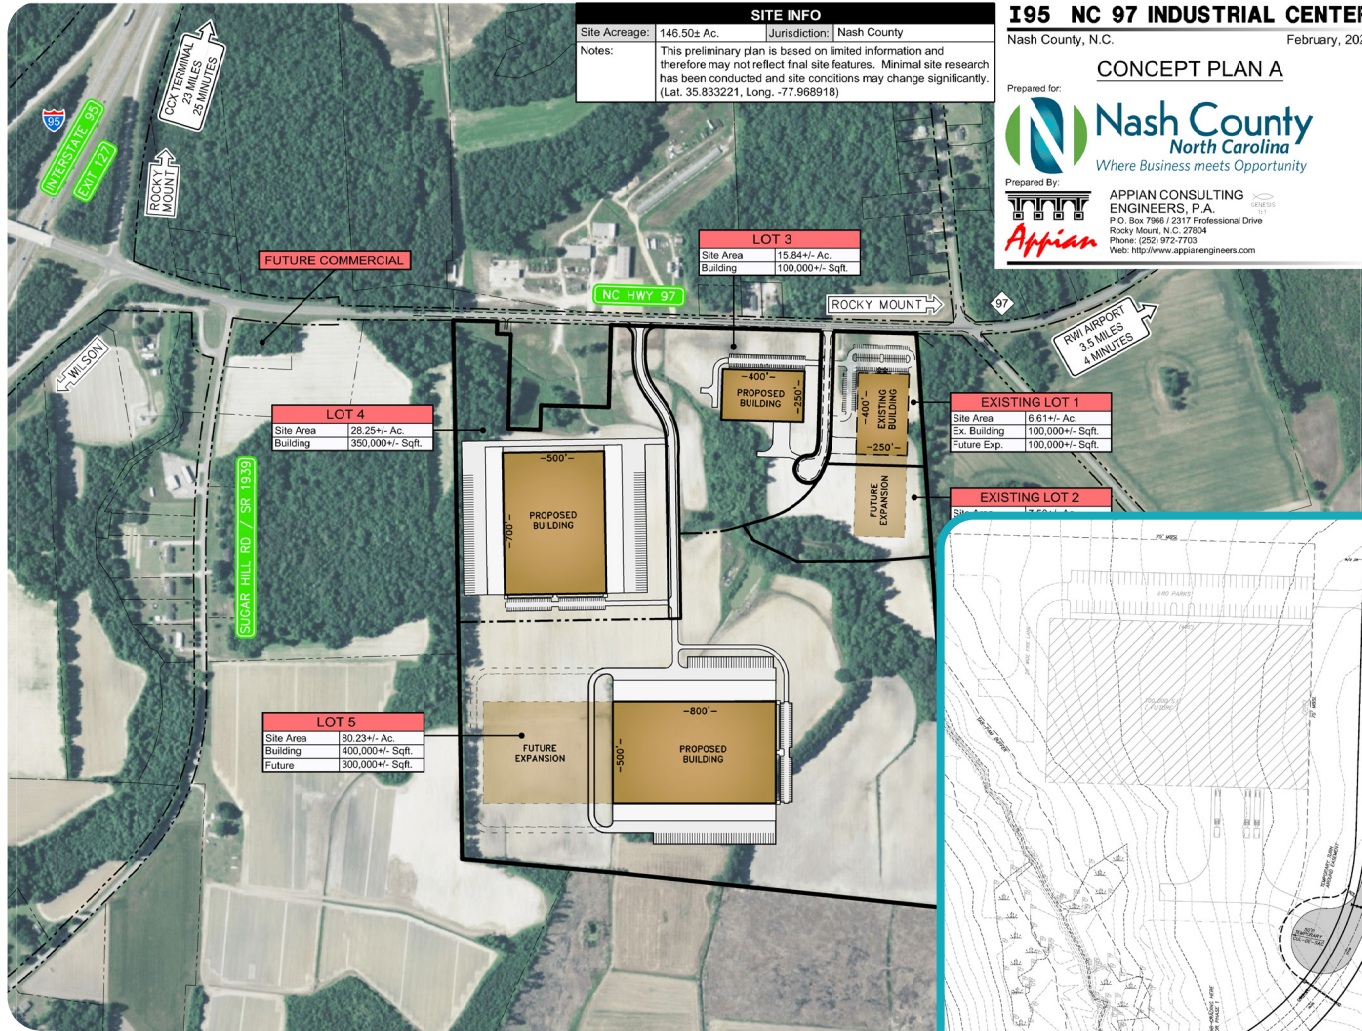 SITE INFO
Site Acreage: 146.50± Ac. Jurisdiction: Nash County
Notes: This preliminary plan is based on limited information and
therefore may not reflect fnal site features. Minimal site research
has been conducted and site conditions may change significantly.
(Lat. 35.833221, Long. -77.968918)
I95 NC 97 INDUSTRIAL CENTER
Nash County, N.C. February, 202
CONCEPT PLAN A
Prepared for:
Nash County
North Carolina
Where Business meets Opportunity
Prepared By:
Appian
APPIAN CONSULTING
ENGINEERS, P.A.
P.O. Box 7966 / 2317 Professional Drive
Rocky Mount, N.C. 27804
Phone: (252) 972-7703
Web: http://www.appianengineers.com
GENESIS
1:1
CCX TERMINAL
23 MILES
25 MINUTES
95
INTERSTATE 95
EXIT 127
ROCKY
MOUNT
FUTURE COMMERCIAL
LOT 3
Site Area 15.84+/- Ac.
Building 100,000+/- Sqft.
NC HWY 97
ROCKY MOUNT
97
RWI AIRPORT
3.5 MILES
4 MINUTES
WILSON
LOT 4
Site Area 28.25+/- Ac.
Building 350,000+/- Sqft.
-400'-
PROPOSED
BUILDING
-250'-
-400'-
EXISTING
BUILDING
-250'-
FUTURE
EXPANSION
EXISTING LOT 1
Site Area 6.61+/- Ac.
Ex. Building 100,000+/- Sqft.
Future Exp. 100,000+/- Sqft.
EXISTING LOT 2
SUGAR HILL RD / SR 1939
-500'-
-700'-
PROPOSED
BUILDING
LOT 5
Site Area 80.23+/- Ac.
Building 400,000+/- Sqft.
Future 300,000+/- Sqft.
FUTURE
EXPANSION
-800'-
-500'-
PROPOSED
BUILDING
TEMPORARY
CUL-DE-SAC